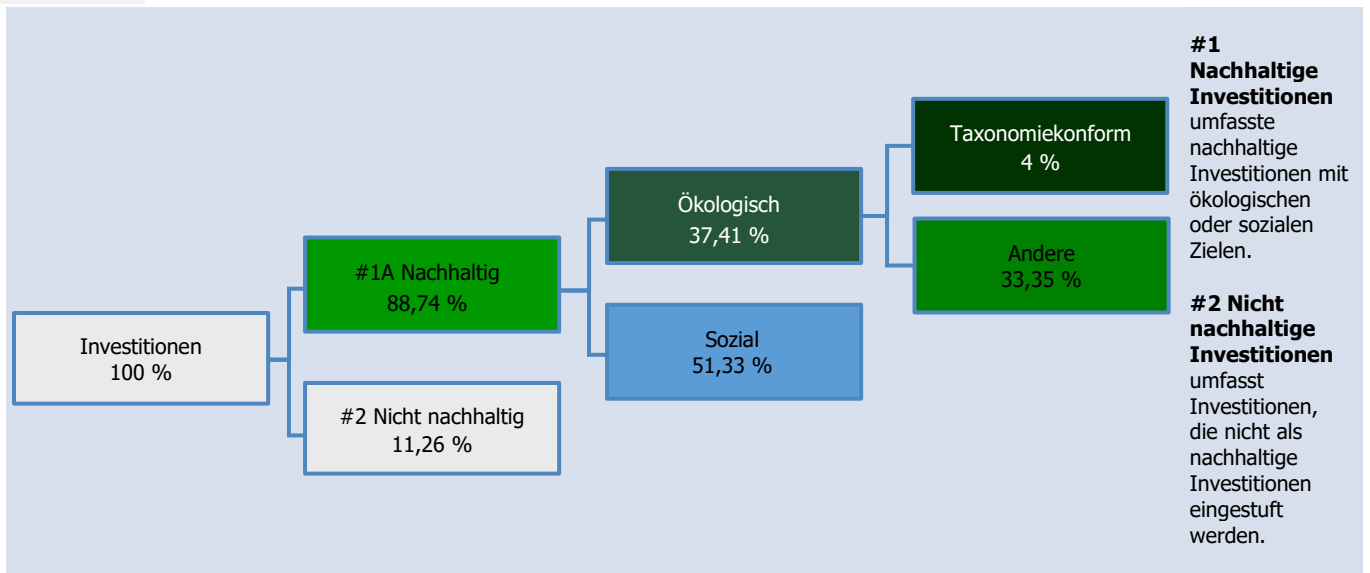 Investitionen
100 %
#1A Nachhaltig
88,74 %
#2 Nicht nachhaltig
11,26 %
Ökologisch
37,41 %
Sozial
51,33 %
Taxonomiekonform
4 %
Andere
33,35 %
#1
Nachhaltige
Investitionen
umfasste
nachhaltige
Investitionen mit
ökologischen
oder sozialen
Zielen.
#2 Nicht
nachhaltige
Investitionen
umfasst
Investitionen,
die nicht als
nachhaltige
Investitionen
eingestuft
werden.